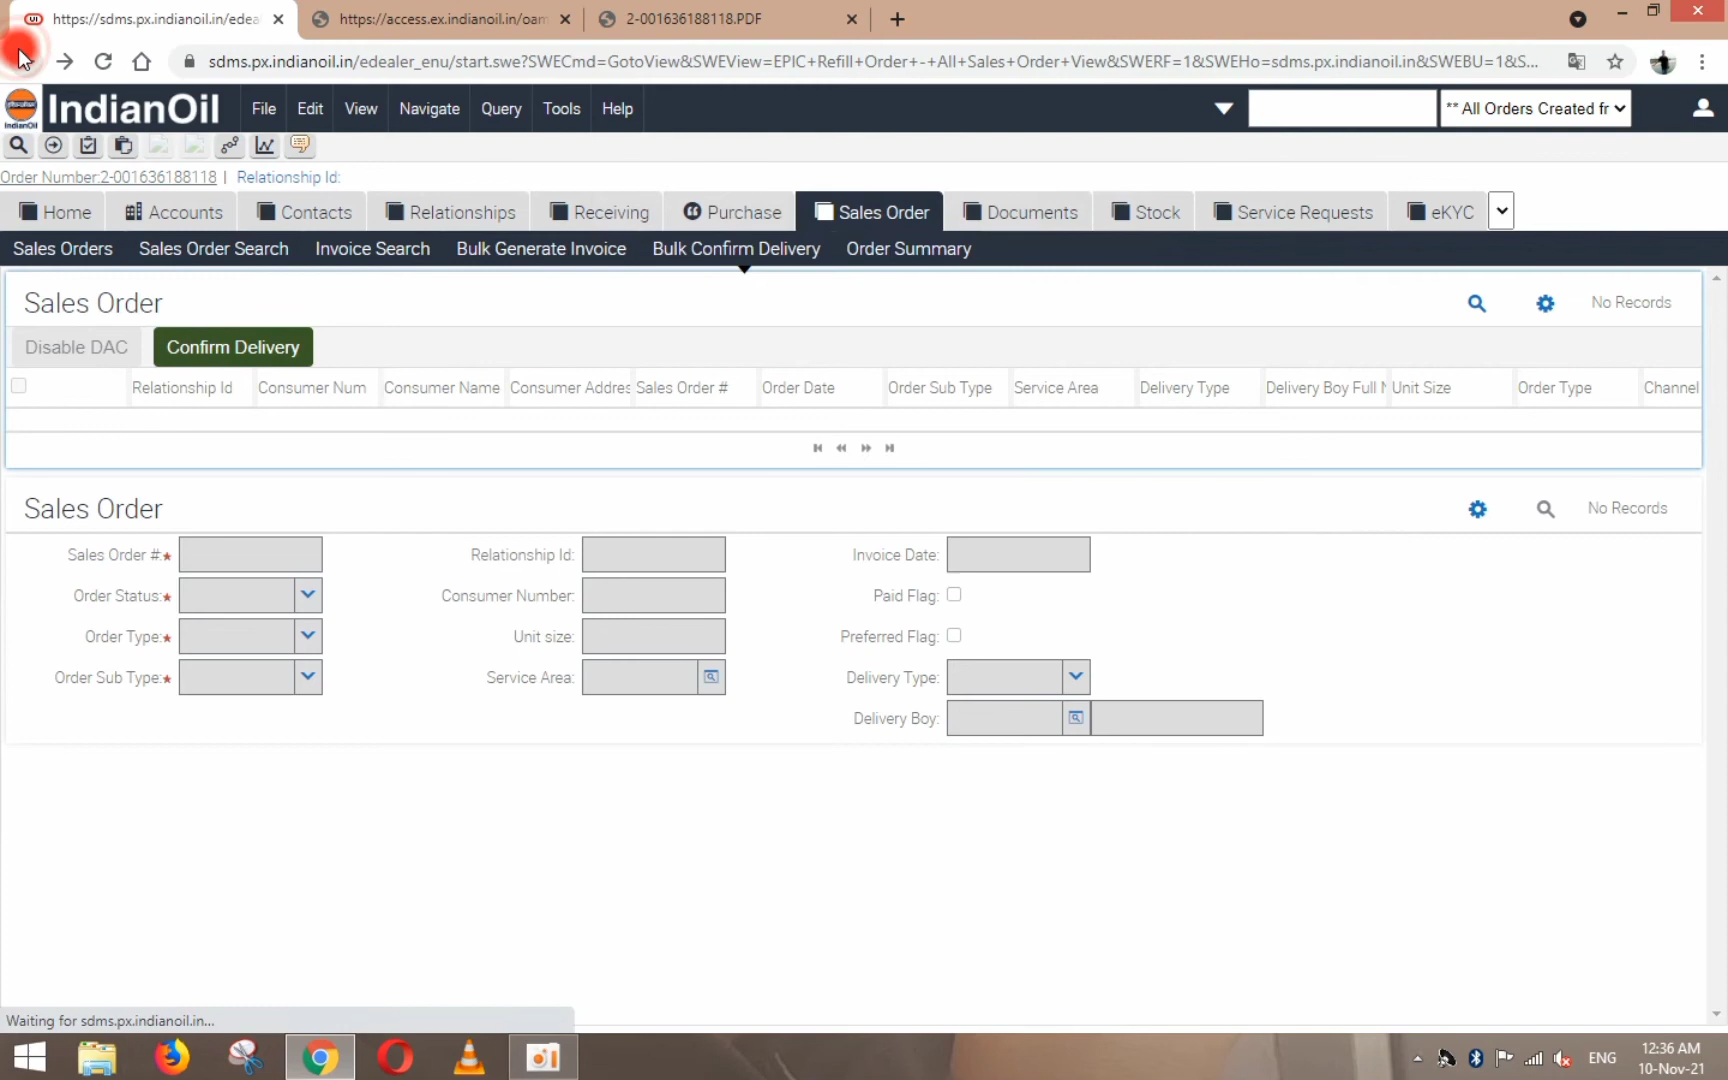 https://sdms.px.indianoil.in/edea
https://access.ex.indianoil.in/oam
2-001636188118.PDF
sdms.px.indianoil.in/edealer_enu/start.swe?SWECmd=GotoView&SWEView=EPIC+Refill+Order+-+All+Sales+Order+View&SWERF=1&SWEHo=sdms.px.indianoil.in&SWEBU=1&S...
IndianOil
IndianOil File Edit View Navigate Query Tools Help ** All Orders Created fr
Order Number:2-001636188118 | Relationship Id:
Home Accounts Contacts Relationships Receiving Purchase Sales Order Documents Stock Service Requests eKYC
Sales Orders Sales Order Search Invoice Search Bulk Generate Invoice Bulk Confirm Delivery Order Summary
Sales Order No Records
Disable DAC Confirm Delivery
Relationship Id Consumer Num Consumer Name Consumer Addres Sales Order # Order Date Order Sub Type Service Area Delivery Type Delivery Boy Full N Unit Size Order Type Channel
Sales Order No Records
Sales Order #:* Relationship Id: Invoice Date:
Order Status:* Consumer Number: Paid Flag:
Order Type:* Unit size: Preferred Flag:
Order Sub Type:* Service Area: Delivery Type:
Delivery Boy:
Waiting for sdms.px.indianoil.in...
ENG
12:36 AM
10-Nov-21